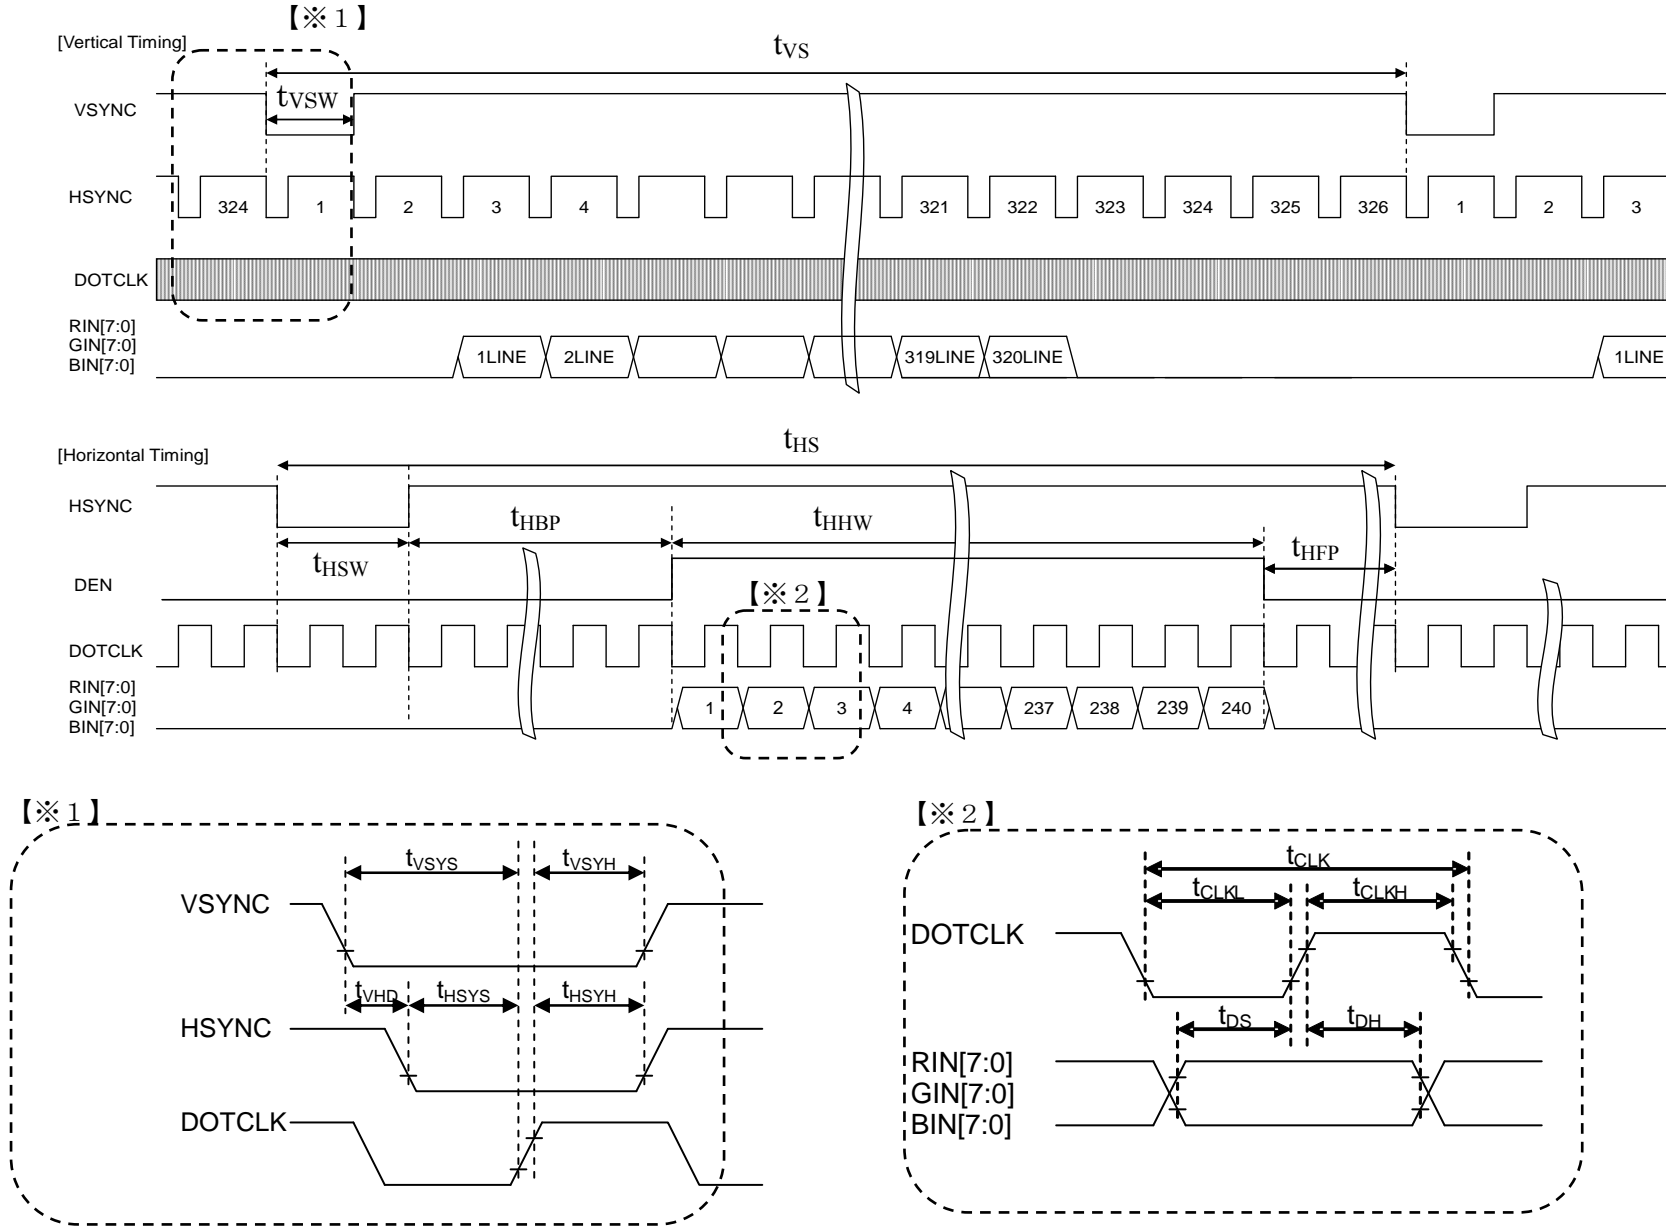 【※１】
[Vertical Timing]
tVS
tVSW
VSYNC
HSYNC
324 1 2 3 4 321 322 323 324 325 326 1 2 3
DOTCLK
RIN[7:0]
GIN[7:0]
BIN[7:0]
1LINE 2LINE 319LINE 320LINE 1LINE
[Horizontal Timing]
tHS
HSYNC
tHSW tHBP tHHW tHFP
DEN
【※２】
DOTCLK
RIN[7:0]
GIN[7:0]
BIN[7:0]
1 2 3 4 237 238 239 240
【※１】
tVSYS tVSYH
VSYNC
tVHD tHSYS tHSYH
HSYNC
DOTCLK
【※２】
tCLK
tCLKL tCLKH
DOTCLK
tDS tDH
RIN[7:0]
GIN[7:0]
BIN[7:0]